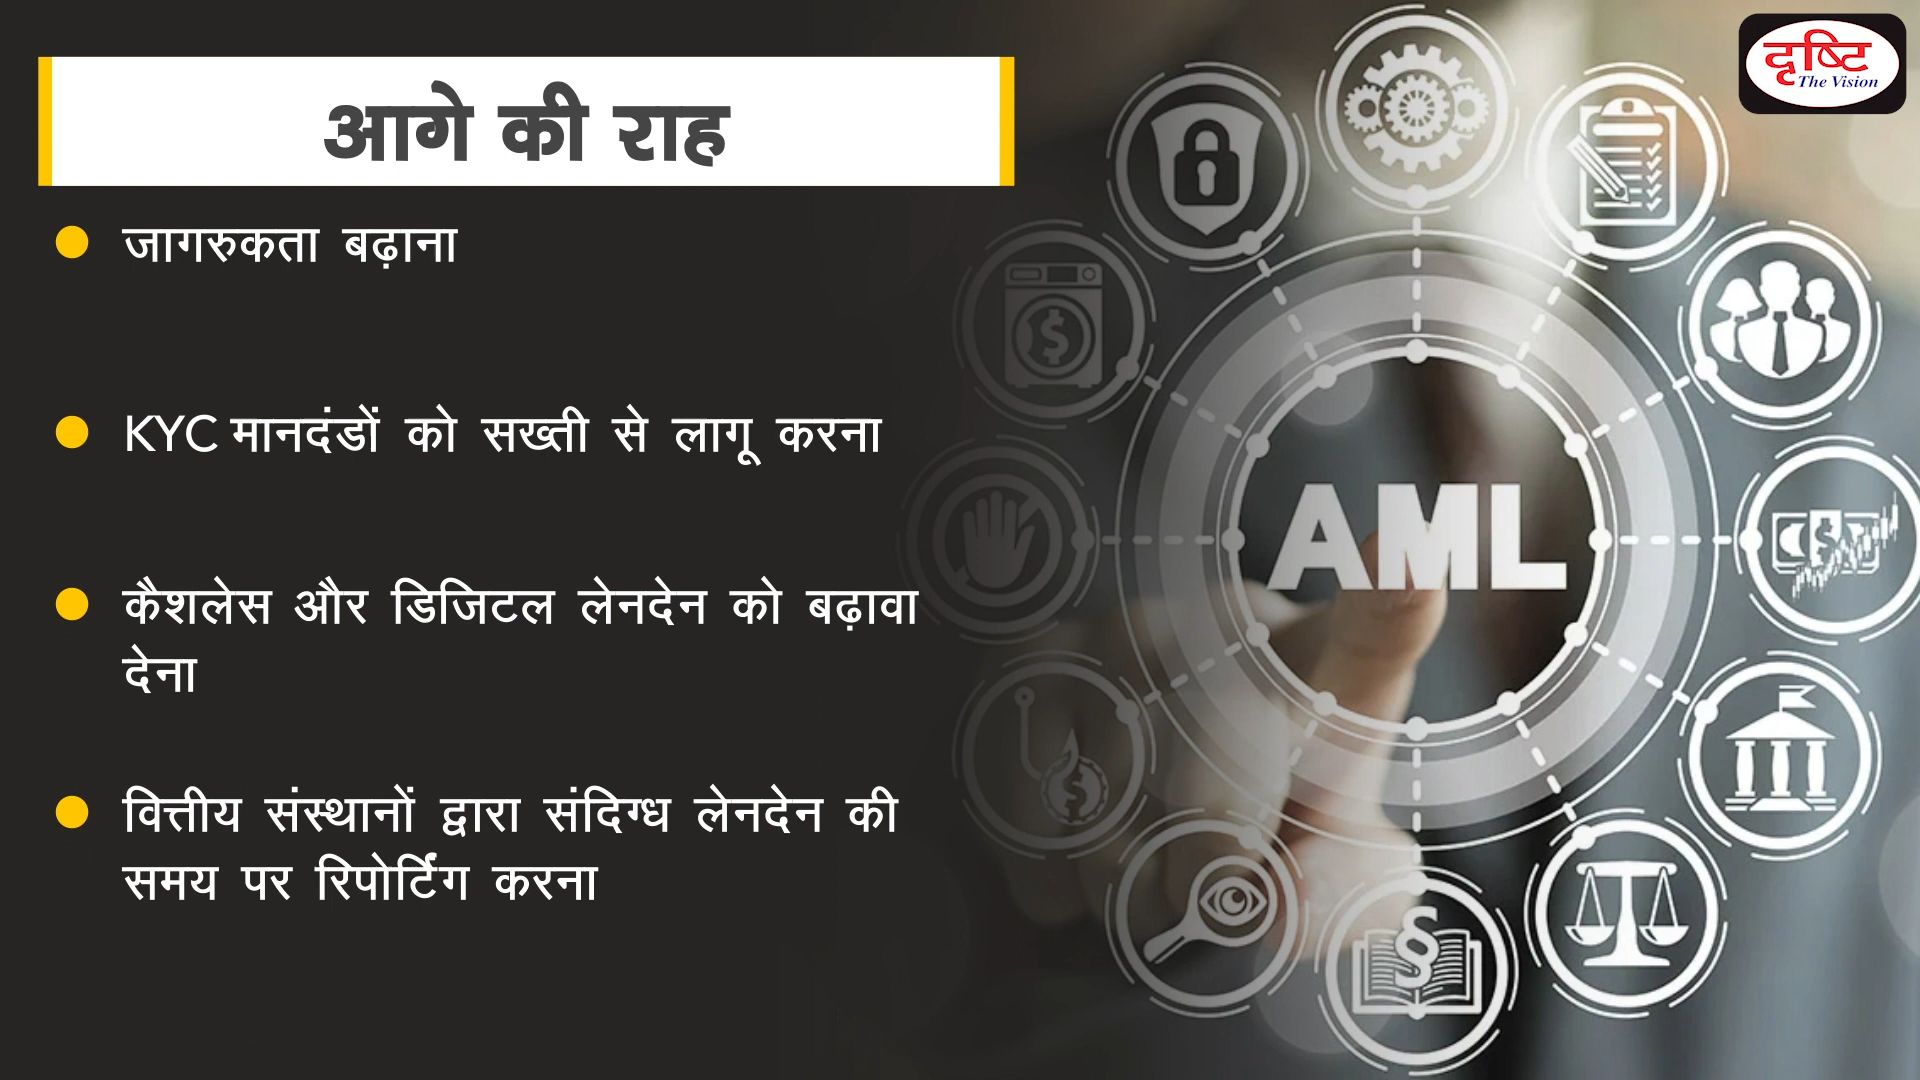 दृष्टि
The Vision
आगे की राह
जागरुकता बढ़ाना
KYC मानदंडों को सख्ती से लागू करना
कैशलेस और डिजिटल लेनदेन को बढ़ावा
देना
वित्तीय संस्थानों द्वारा संदिग्ध लेनदेन की
समय पर रिपोर्टिंग करना
AML